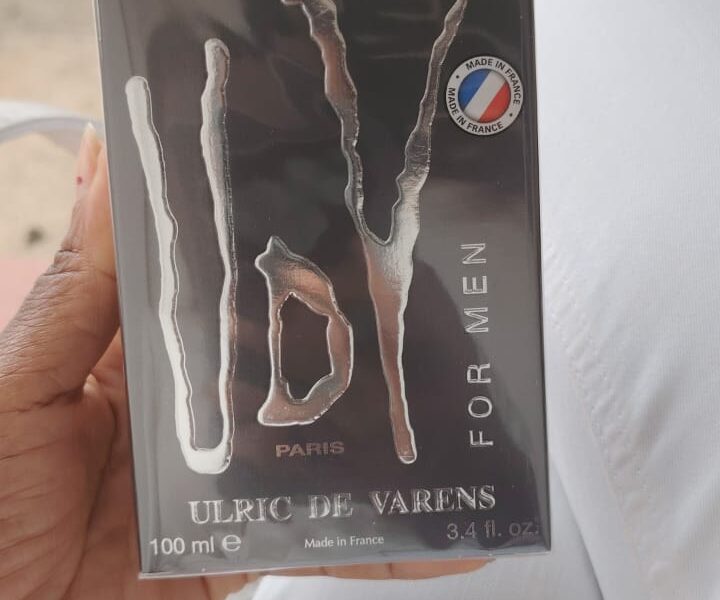 MADE IN FRANCE
MADE IN FRANCE
UDV
FOR MEN
PARIS
ULRIC DE VARENS
100 ml e 3.4 fl. oz.
Made in France